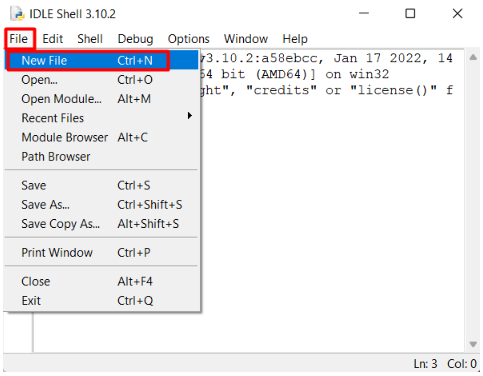 IDLE Shell 3.10.2
File Edit Shell Debug Options Window Help
v3.10.2:a58ebcc, Jan 17 2022, 14
64 bit (AMD64)] on win32
ght", "credits" or "license()" f
New File Ctrl+N
Open... Ctrl+O
Open Module... Alt+M
Recent Files
Module Browser Alt+C
Path Browser
Save Ctrl+S
Save As... Ctrl+Shift+S
Save Copy As... Alt+Shift+S
Print Window Ctrl+P
Close Alt+F4
Exit Ctrl+Q
Ln: 3 Col: 0